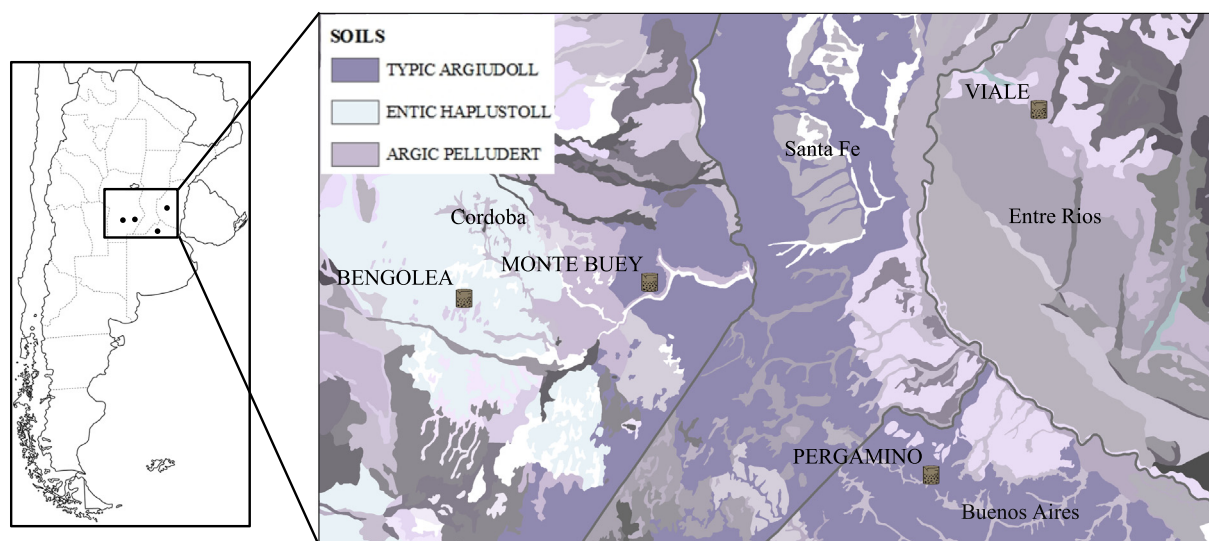 SOILS
TYPIC ARGIUDOLL
ENTIC HAPLUSTOLL
ARGIC PELLUDERT
VIALE
Santa Fe
Cordoba
Entre Rios
MONTE BUEY
BENGOLEA
PERGAMINO
Buenos Aires